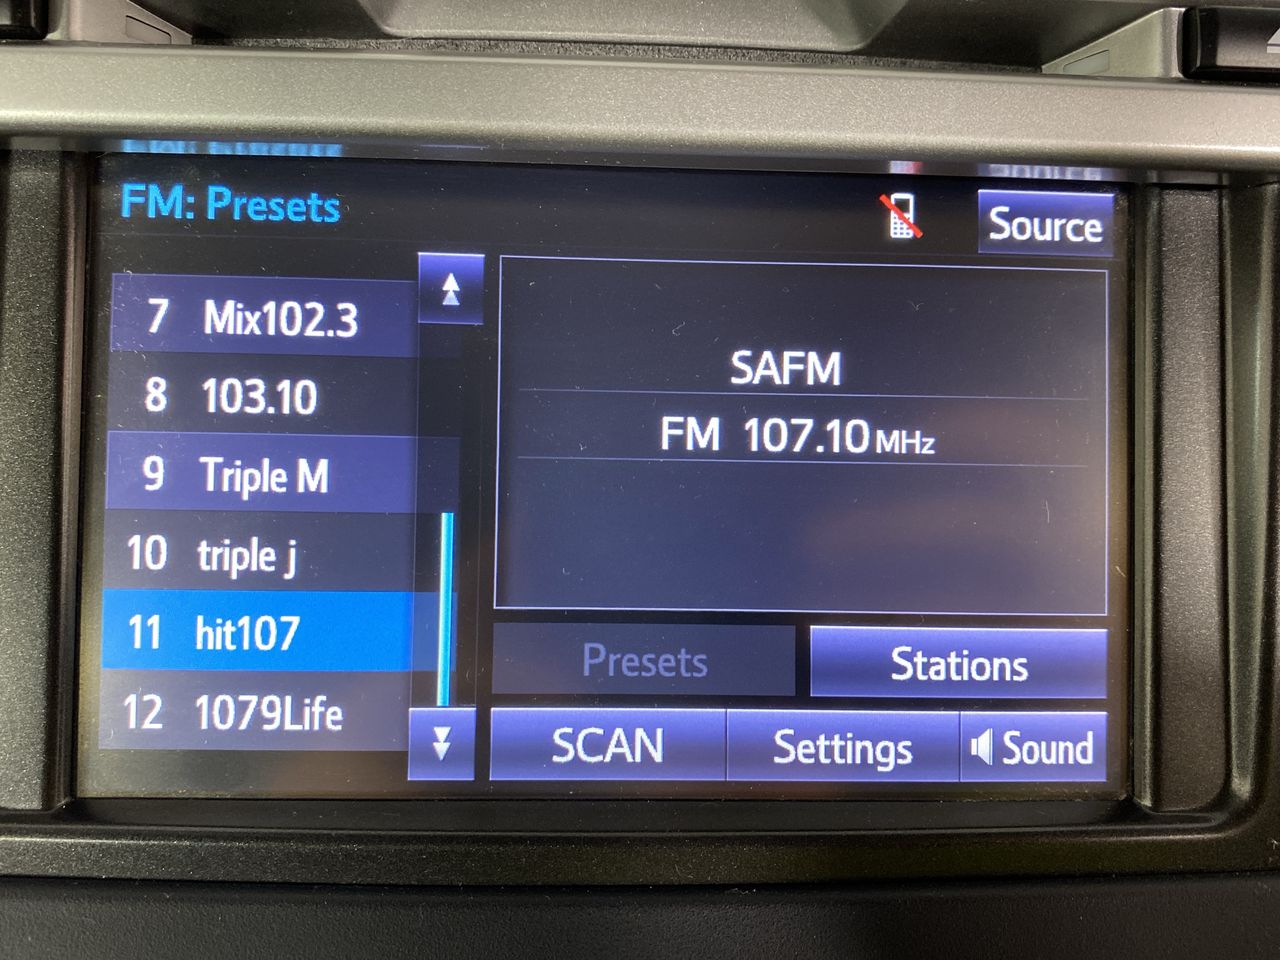 FM: Presets
Source
7 Mix102.3
8 103.10
9 Triple M
10 triple j
11 hit107
12 1079Life
SAFM
FM 107.10 MHz
Presets
Stations
SCAN
Settings
Sound